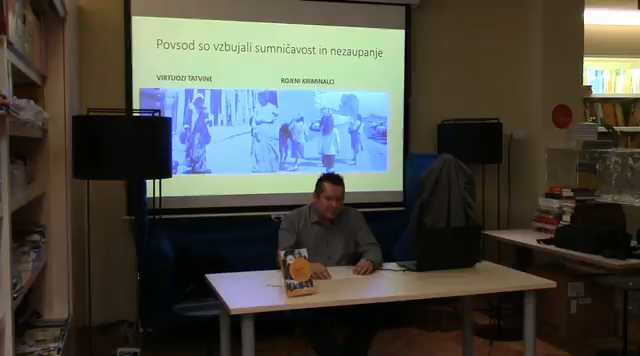 Povsod so vzbujali sumničavost in nezaupanje
VIRTUOZI TATVINE
ROJENI KRIMINALCI